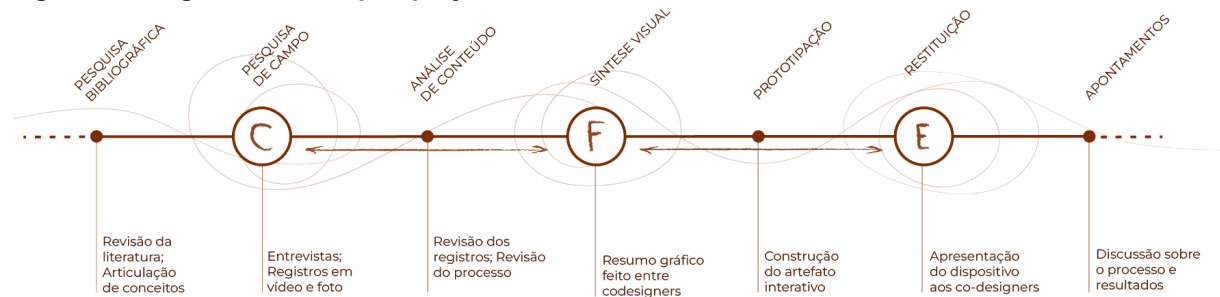 PESQUISA
BIBLIOGRÁFICA
PESQUISA
DE CAMPO
ANÁLISE
DE CONTEÚDO
SÍNTESE VISUAL
PROTOTIPAÇÃO
RESTITUIÇÃO
APONTAMENTOS
C
F
E
Revisão da
literatura;
Articulação
de conceitos
Entrevistas;
Registros em
vídeo e foto
Revisão dos
registros; Revisão
do processo
Resumo gráfico
feito entre
codesigners
Construção
do artefato
interativo
Apresentação
do dispositivo
aos co-designers
Discussão sobre
o processo e
resultados